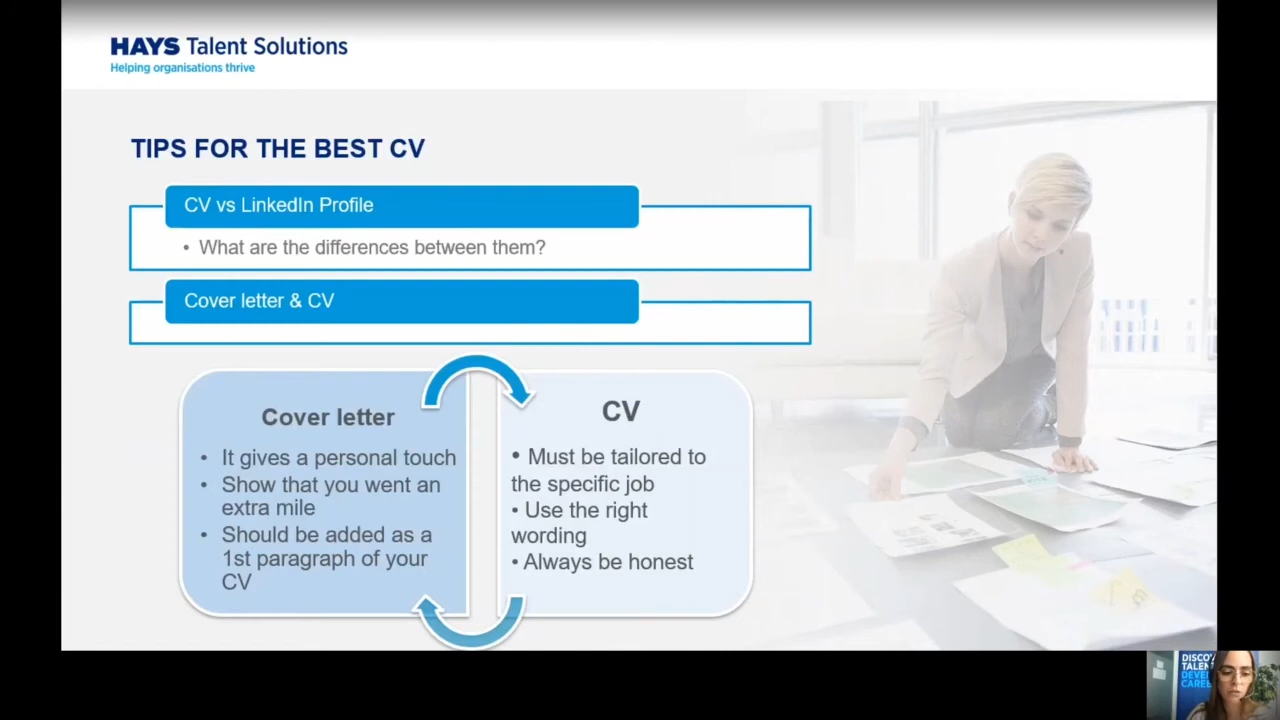 HAYS Talent Solutions
Helping organisations thrive
TIPS FOR THE BEST CV
CV vs LinkedIn Profile
• What are the differences between them?
Cover letter & CV
Cover letter
• It gives a personal touch
• Show that you went an
extra mile
• Should be added as a
1st paragraph of your
CV
CV
• Must be tailored to
the specific job
• Use the right
wording
• Always be honest